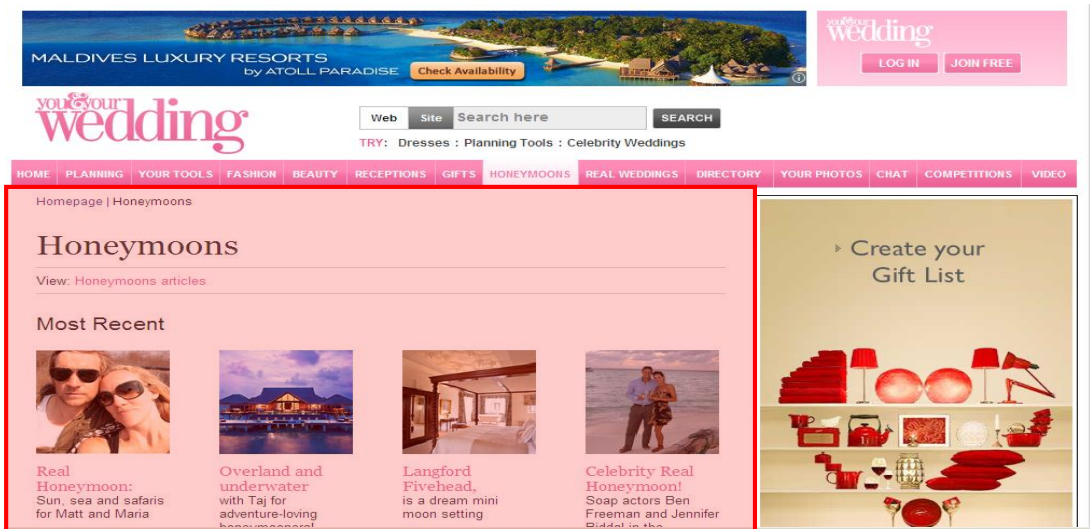 MALDIVES LUXURY RESORTS
by ATOLL PARADISE
Check Availability
you&your
wedding
LOG IN
JOIN FREE
you&your
wedding
Web
Site
Search here
SEARCH
TRY: Dresses : Planning Tools : Celebrity Weddings
HOME PLANNING YOUR TOOLS FASHION BEAUTY RECEPTIONS GIFTS HONEYMOONS REAL WEDDINGS DIRECTORY YOUR PHOTOS CHAT COMPETITIONS VIDEO
Homepage | Honeymoons
Honeymoons
View: Honeymoons articles
Most Recent
Real
Honeymoon:
Sun, sea and safaris
for Matt and Maria
Overland and
underwater
with Taj for
adventure-loving
honeymooners!
Langford
Fivehead,
is a dream mini
moon setting
Celebrity Real
Honeymoon!
Soap actors Ben
Freeman and Jennifer
Biddal in the
Create your
Gift List